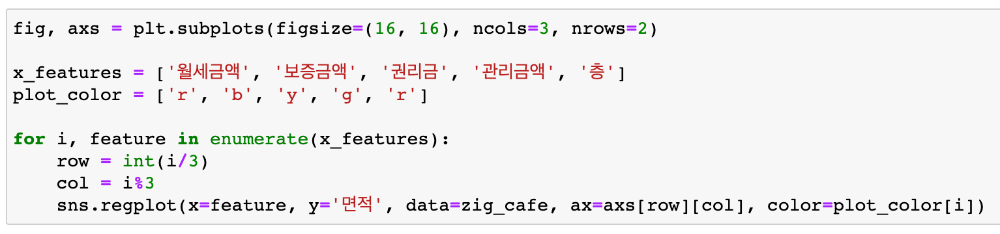 fig, axs = plt.subplots(figsize=(16, 16), ncols=3, nrows=2)
x_features = ['월세금액', '보증금액', '권리금', '관리금액', '층']
plot_color = ['r', 'b', 'y', 'g', 'r']
for i, feature in enumerate(x_features):
    row = int(i/3)
    col = i%3
    sns.regplot(x=feature, y='면적', data=zig_cafe, ax=axs[row][col], color=plot_color[i])